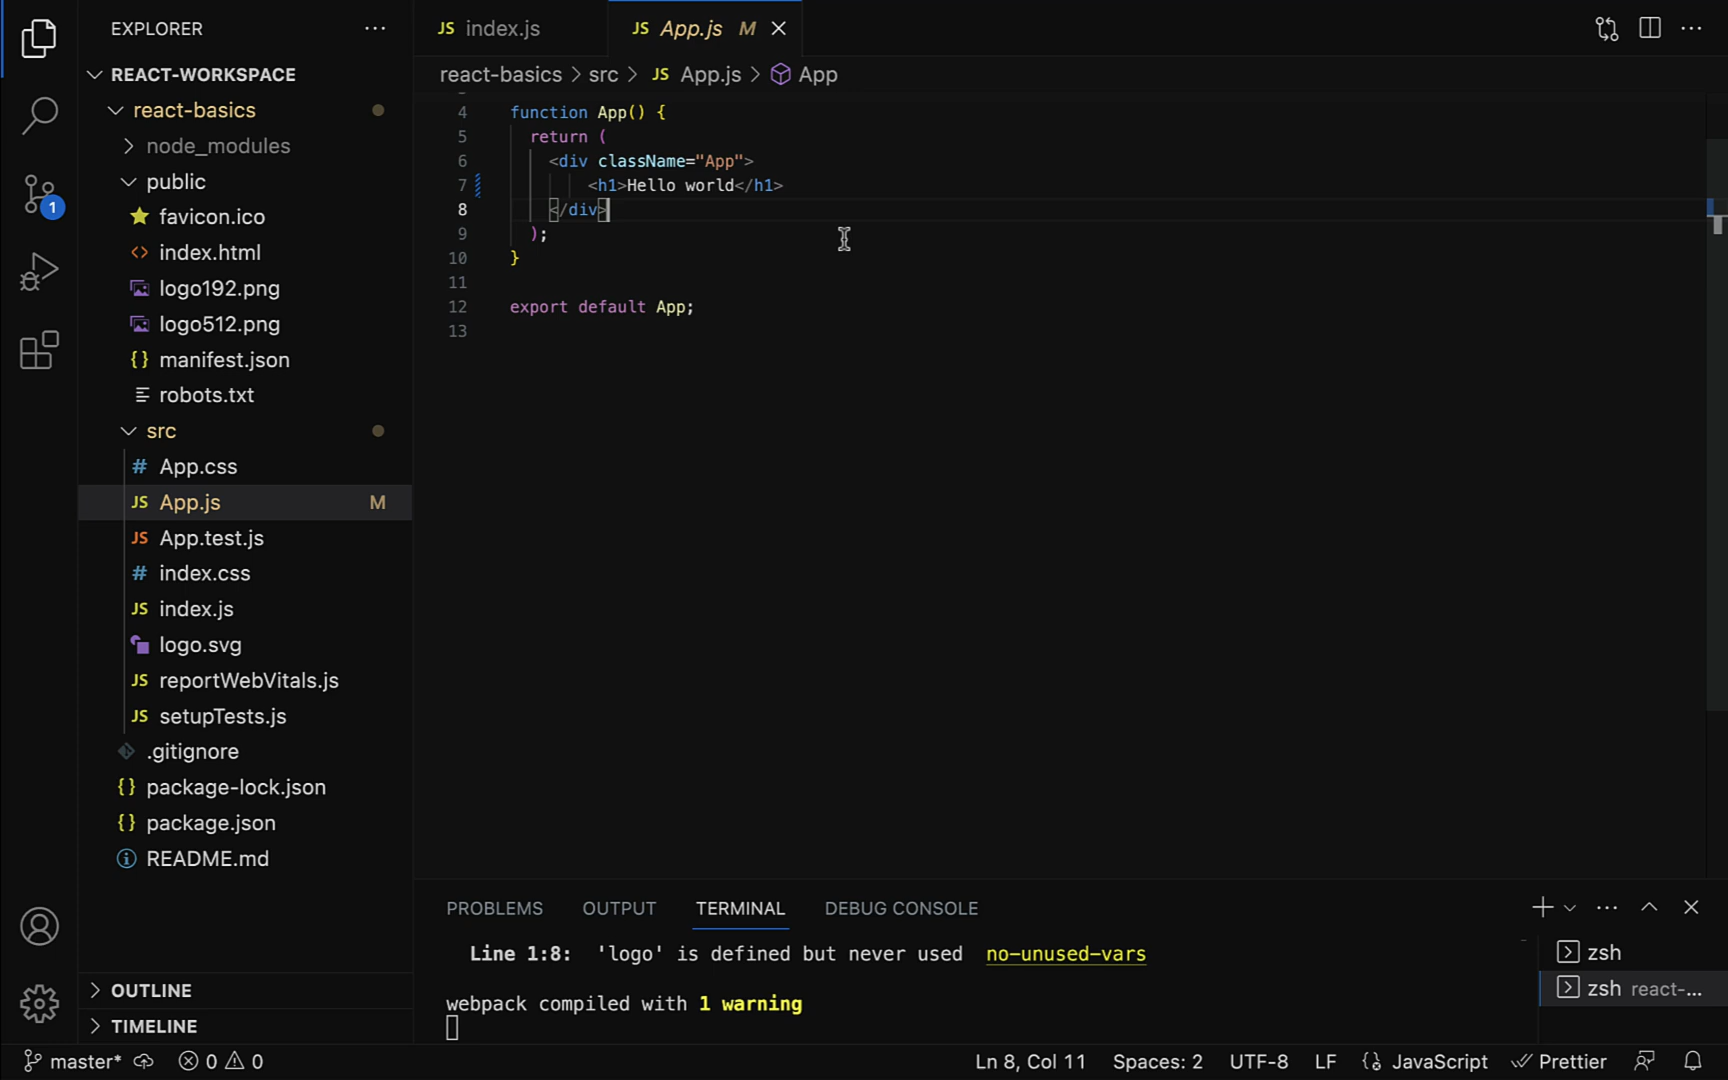 EXPLORER
REACT-WORKSPACE
react-basics
node_modules
public
favicon.ico
index.html
logo192.png
logo512.png
manifest.json
robots.txt
src
App.css
App.js M
App.test.js
index.css
index.js
logo.svg
reportWebVitals.js
setupTests.js
.gitignore
package-lock.json
package.json
README.md
OUTLINE
TIMELINE
JS index.js
JS App.js M
react-basics > src > JS App.js > App
4 function App() {
5 return (
6 <div className="App">
7 <h1>Hello world</h1>
8 </div>
9 );
10 }
11
12 export default App;
13
PROBLEMS OUTPUT TERMINAL DEBUG CONSOLE
Line 1:8: 'logo' is defined but never used no-unused-vars
webpack compiled with 1 warning
zsh
zsh react-...
1
master* 0 0 Ln 8, Col 11 Spaces: 2 UTF-8 LF JavaScript Prettier